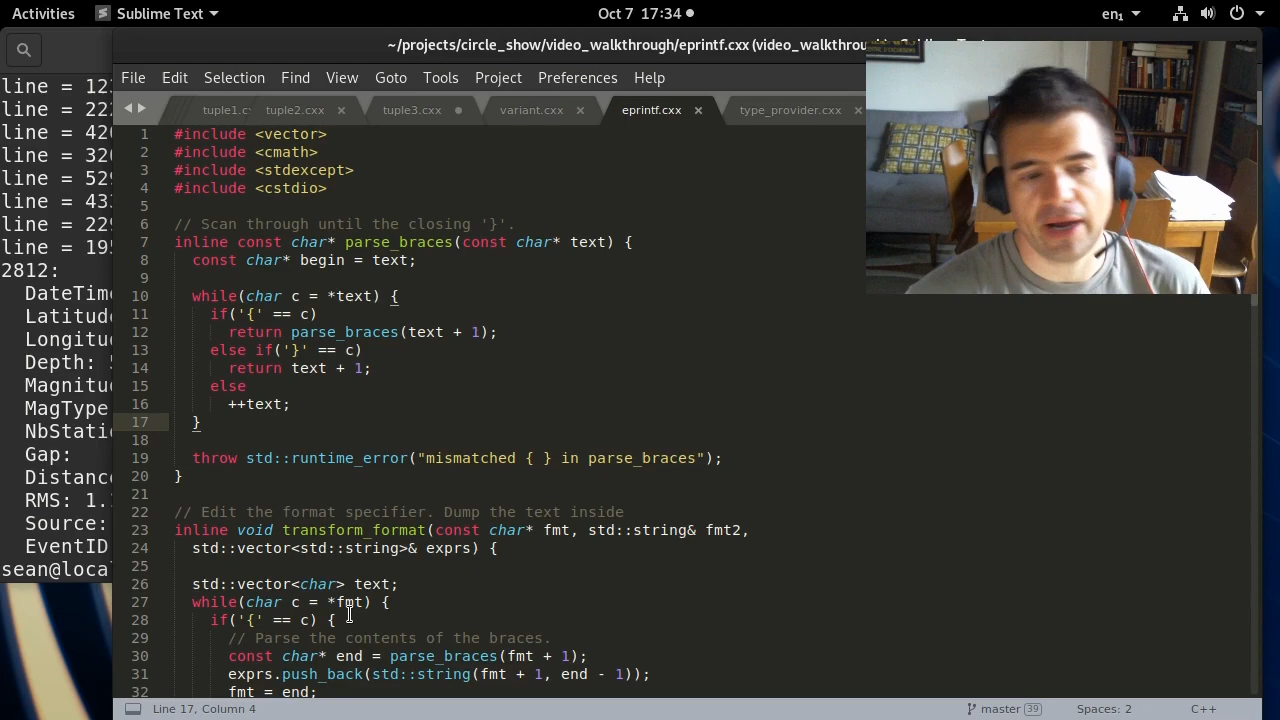 Activities
Sublime Text
Oct 7 17:34
en₁
~/projects/circle_show/video_walkthrough/eprintf.cxx
File Edit Selection Find View Goto Tools Project Preferences Help
tuple1.c
tuple2.cxx
tuple3.cxx
variant.cxx
eprintf.cxx
type_provider.cxx
line = 
line = 
line = 
line = 
line = 
line = 
line = 
line = 
2812:
DateTim
Latitud
Longitu
Depth:
Magnitu
MagType
NbStati
Gap:
Distanc
RMS: 1.
Source:
EventID
sean@loca
1 #include <vector>
2 #include <cmath>
3 #include <stdexcept>
4 #include <cstdio>
5
6 // Scan through until the closing '}'.
7 inline const char* parse_braces(const char* text) {
8   const char* begin = text;
9
10   while(char c = *text) {
11     if('{' == c)
12       return parse_braces(text + 1);
13     else if('}' == c)
14       return text + 1;
15     else
16       ++text;
17   }
18
19   throw std::runtime_error("mismatched { } in parse_braces");
20 }
21
22 // Edit the format specifier. Dump the text inside
23 inline void transform_format(const char* fmt, std::string& fmt2,
24   std::vector<std::string>& exprs) {
25
26   std::vector<char> text;
27   while(char c = *fmt) {
28     if('{' == c) {
29       // Parse the contents of the braces.
30       const char* end = parse_braces(fmt + 1);
31       exprs.push_back(std::string(fmt + 1, end - 1));
32       fmt = end;
Line 17, Column 4
master 39
Spaces: 2
C++